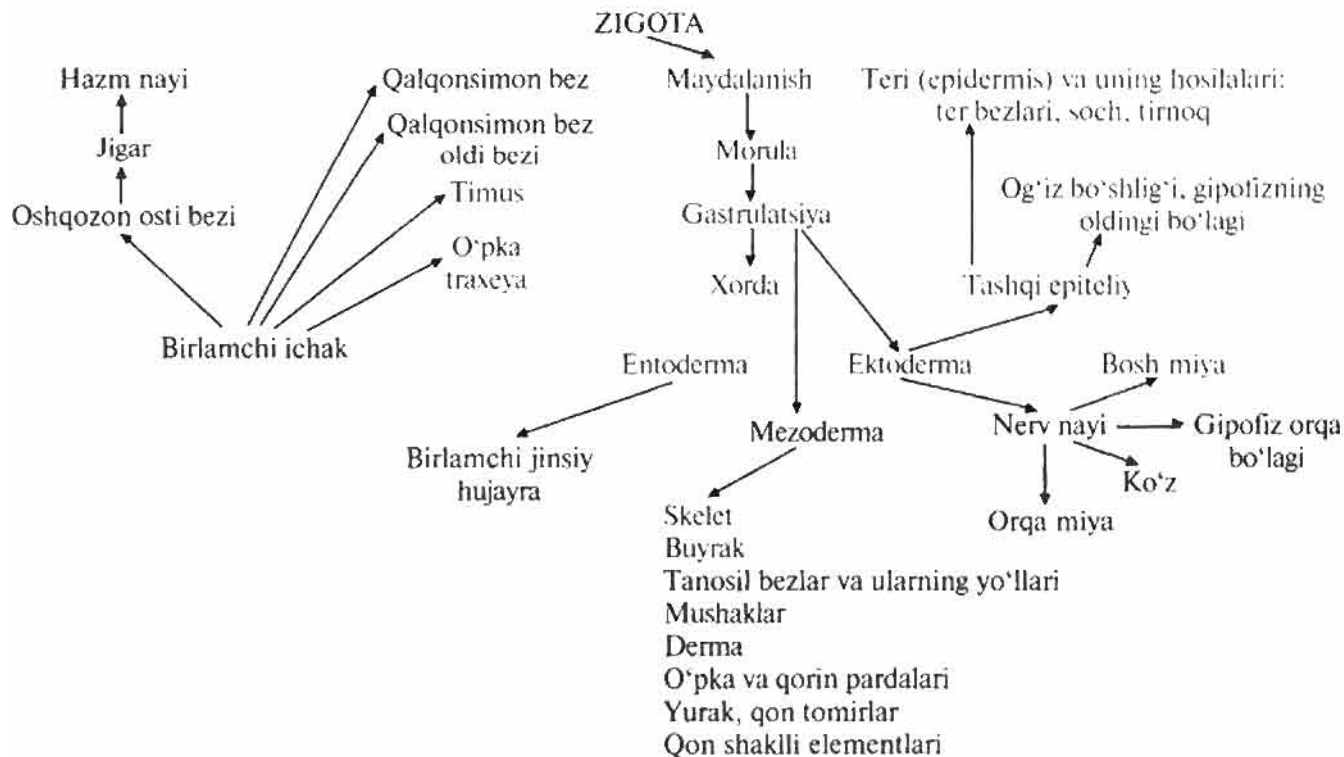 ZIGOTA
Hazm nayi
Qalqonsimon bez
Maydalanish
Teri (epidermis) va uning hosilalari:
ter bezlari, soch, tirnoq
Jigar
Qalqonsimon bez
oldi bezi
Morula
Oshqozon osti bezi
Timus
Gastrulatsiya
Og‘iz bo‘shlig‘i, gipofizning
oldingi bo‘lagi
O‘pka
traxeya
Xorda
Tashqi epiteliy
Birlamchi ichak
Entoderma
Ektoderma
Bosh miya
Mezoderma
Nerv nayi
Gipofiz orqa
bo‘lagi
Birlamchi jinsiy
hujayra
Ko‘z
Orqa miya
Skelet
Buyrak
Tanosil bezlar va ularning yo‘llari
Mushaklar
Derma
O‘pka va qorin pardalari
Yurak, qon tomirlar
Qon shaklli elementlari